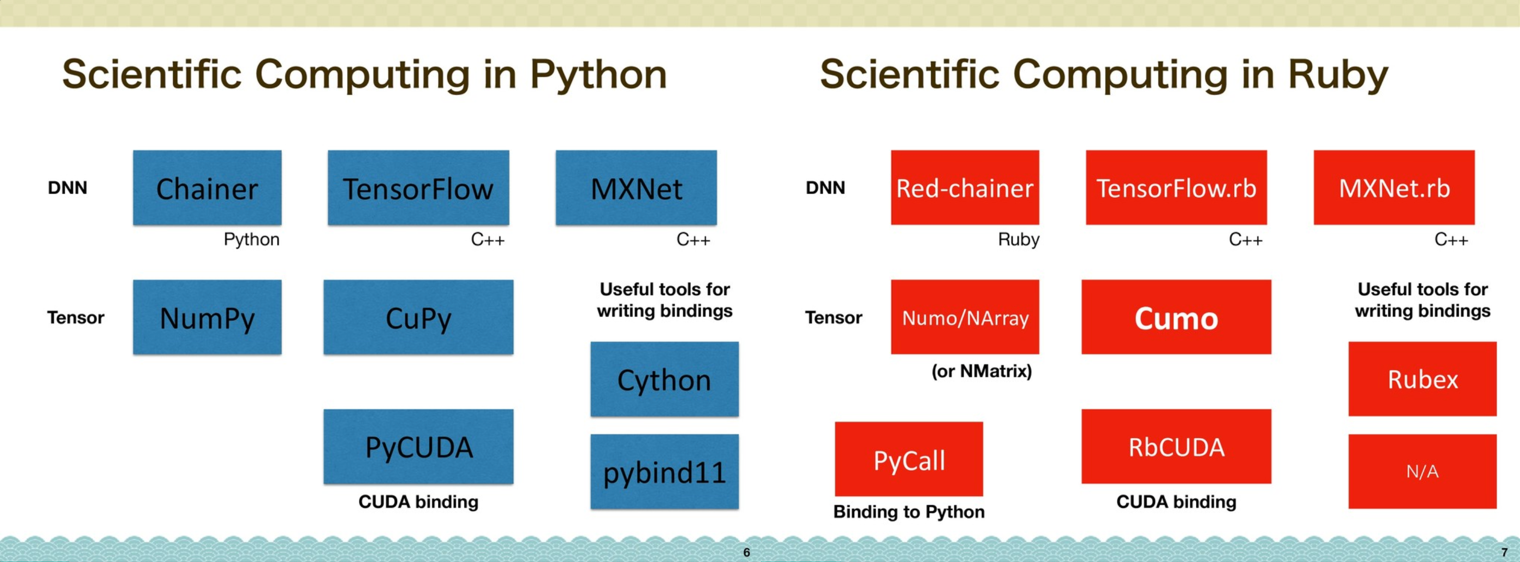 Scientific Computing in Python
DNN
Chainer
TensorFlow
MXNet
Python
C++
C++
Tensor
NumPy
CuPy
Useful tools for
writing bindings
Cython
PyCUDA
CUDA binding
pybind11
6
Scientific Computing in Ruby
DNN
Red-chainer
TensorFlow.rb
MXNet.rb
Ruby
C++
C++
Tensor
Numo/NArray
(or NMatrix)
Cumo
Useful tools for
writing bindings
Rubex
PyCall
Binding to Python
RbCUDA
CUDA binding
N/A
7